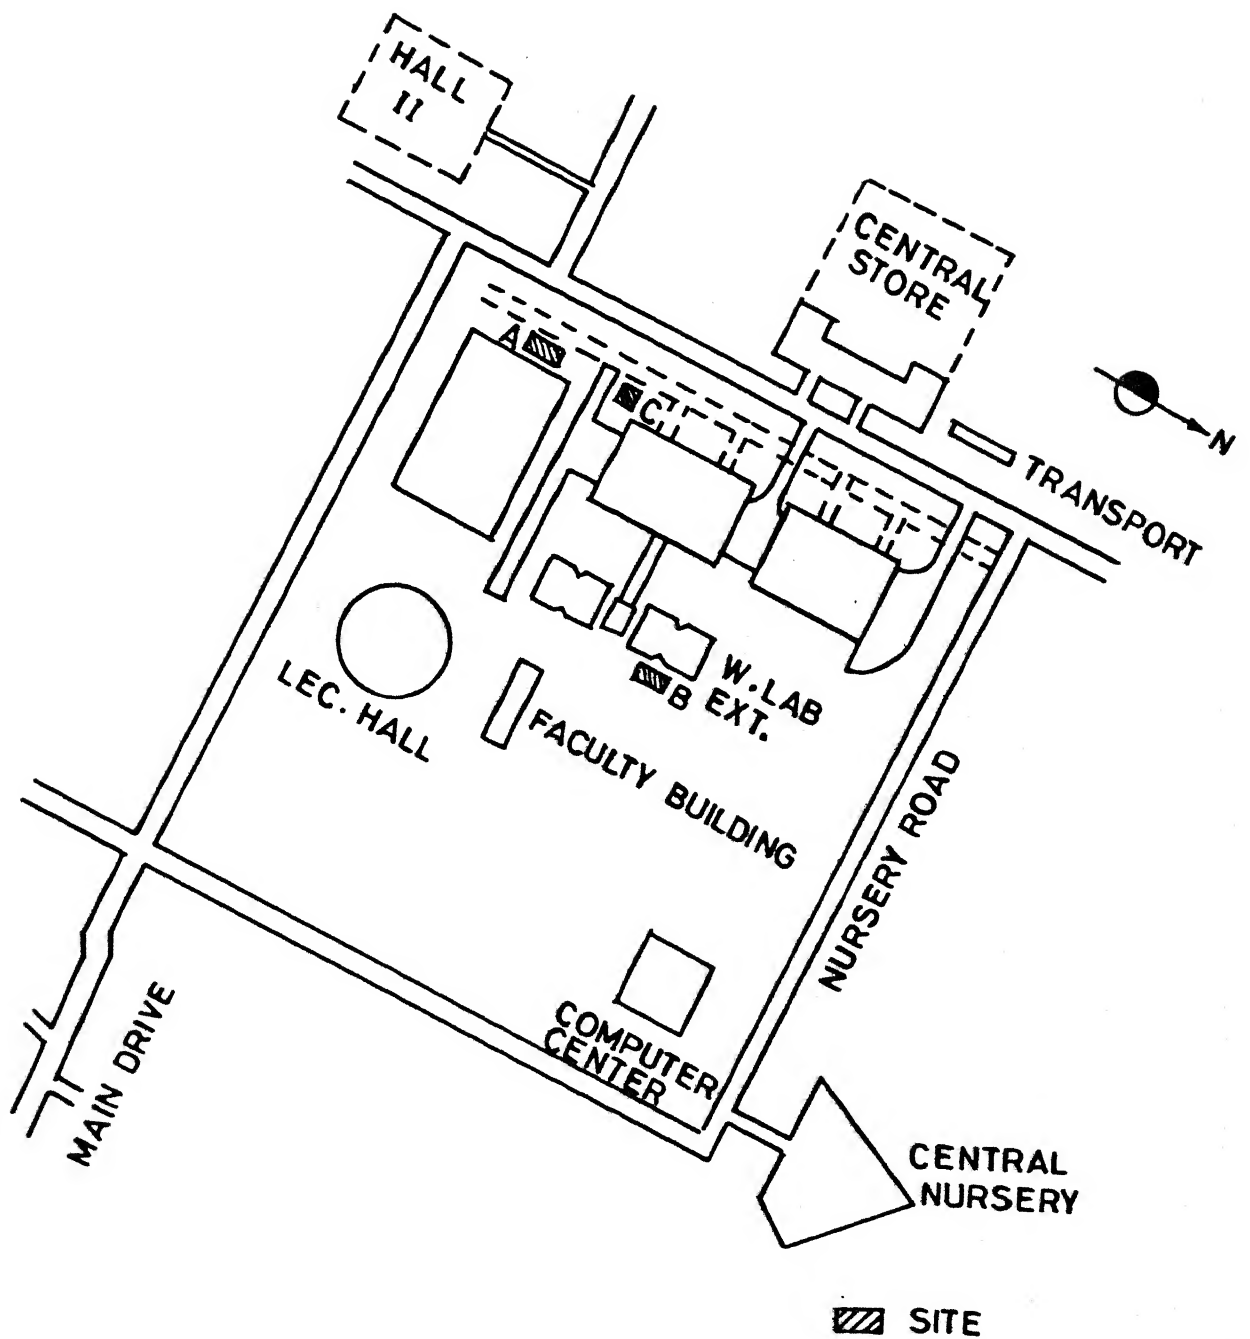 HALL
II
CENTRAL
STORE
A
C
N
TRANSPORT
W. LAB
B EXT.
LEC. HALL
FACULTY BUILDING
NURSERY ROAD
COMPUTER
CENTER
MAIN DRIVE
CENTRAL
NURSERY
SITE